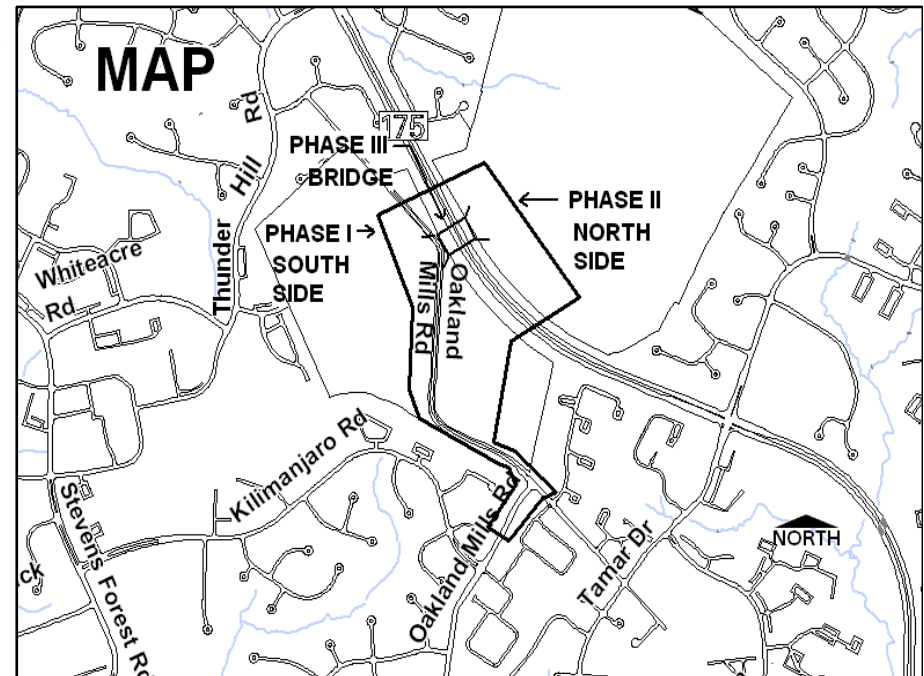 MAP
175
PHASE III
BRIDGE
PHASE I
SOUTH
SIDE
PHASE II
NORTH
SIDE
Thunder Hill Rd
Whiteacre
Rd
Oakland
Mills Rd
Kilimanjaro Rd
Stevens Forest Rd
Oakland Mills Rd
Tamar Dr
NORTH
ck